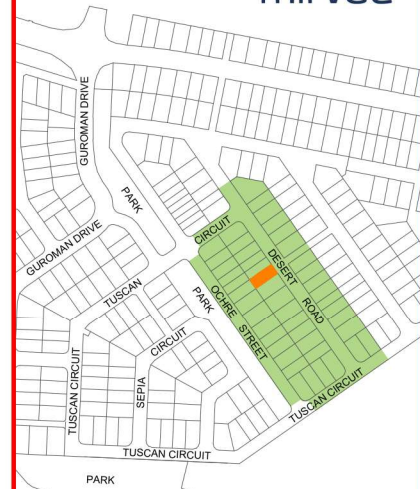 GUROMAN DRIVE
PARK
GUROMAN DRIVE
CIRCUIT
TUSCAN
DESERT
ROAD
PARK
OCHRE
STREET
CIRCUIT
SEPIA
TUSCAN CIRCUIT
TUSCAN CIRCUIT
TUSCAN CIRCUIT
PARK